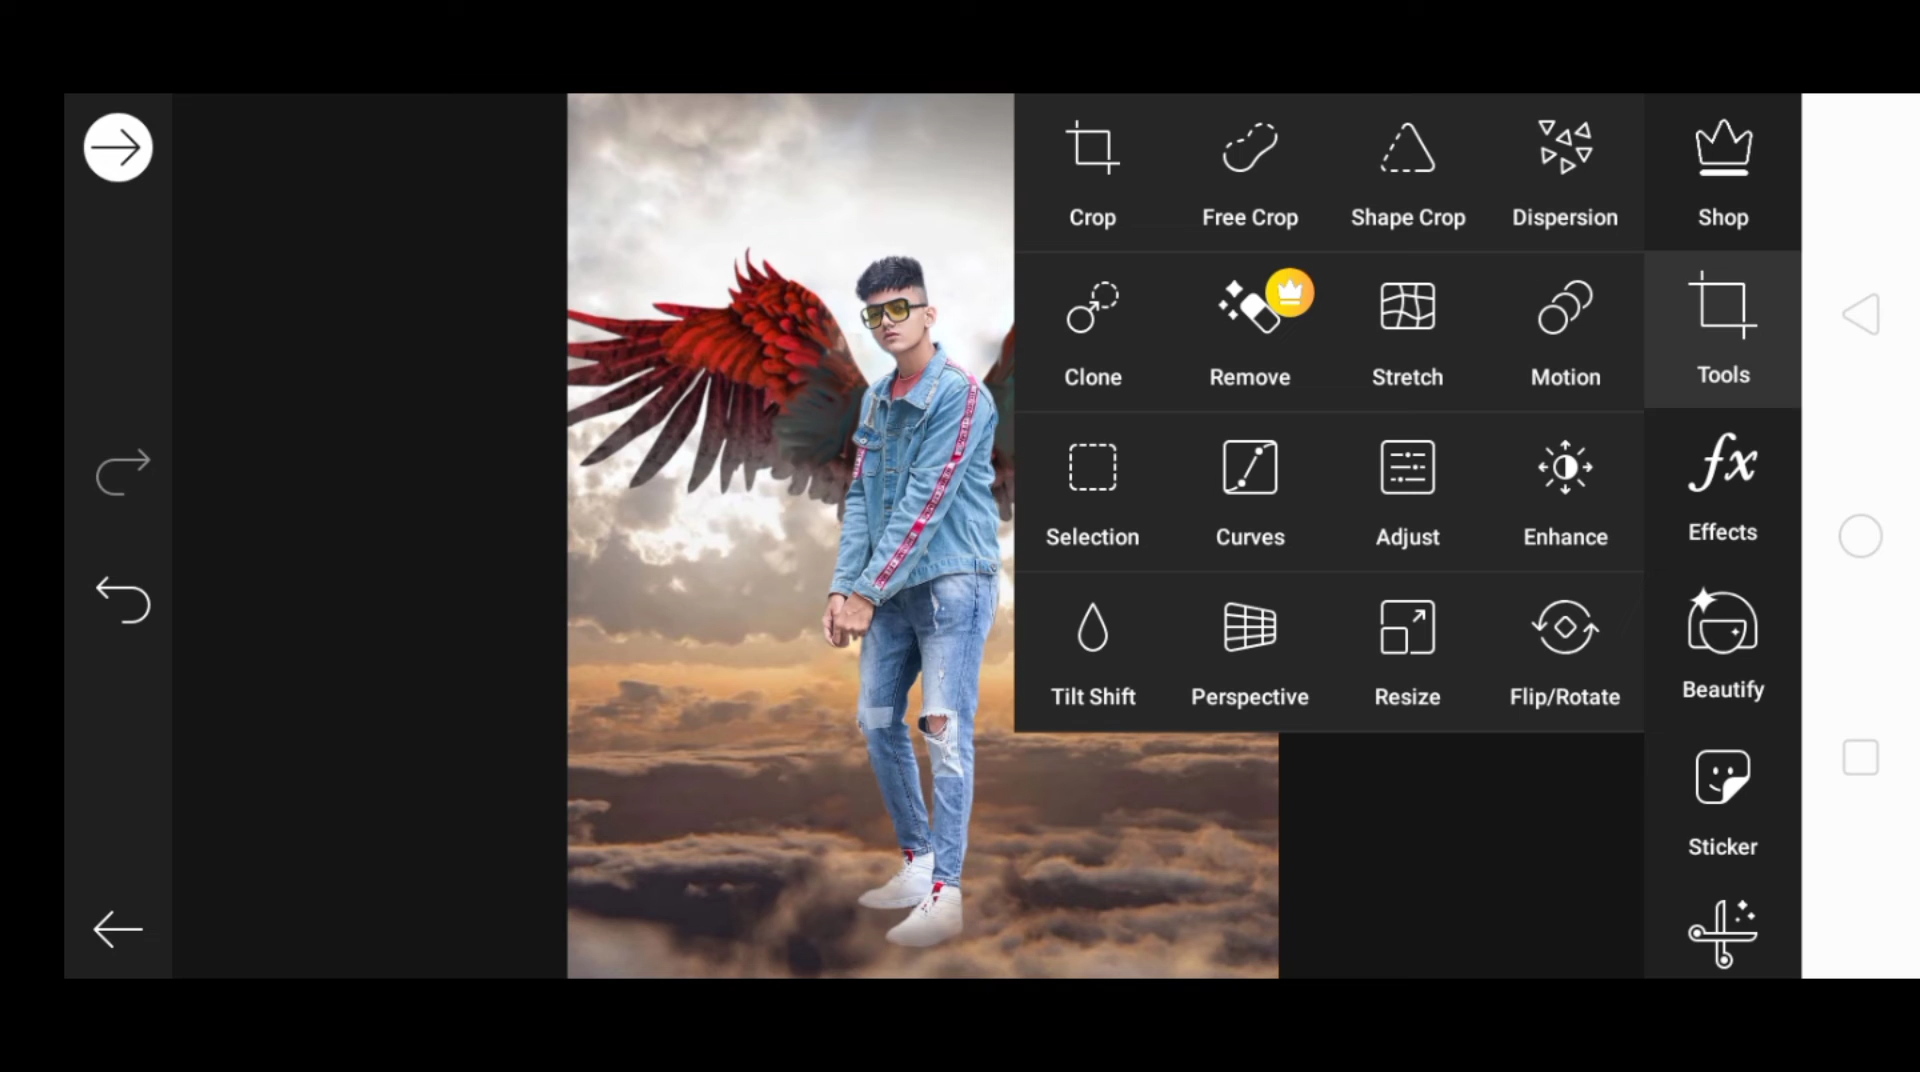 Crop
Free Crop
Shape Crop
Dispersion
Shop
Clone
Remove
Stretch
Motion
Tools
Selection
Curves
Adjust
Enhance
fx
Effects
Tilt Shift
Perspective
Resize
Flip/Rotate
Beautify
Sticker